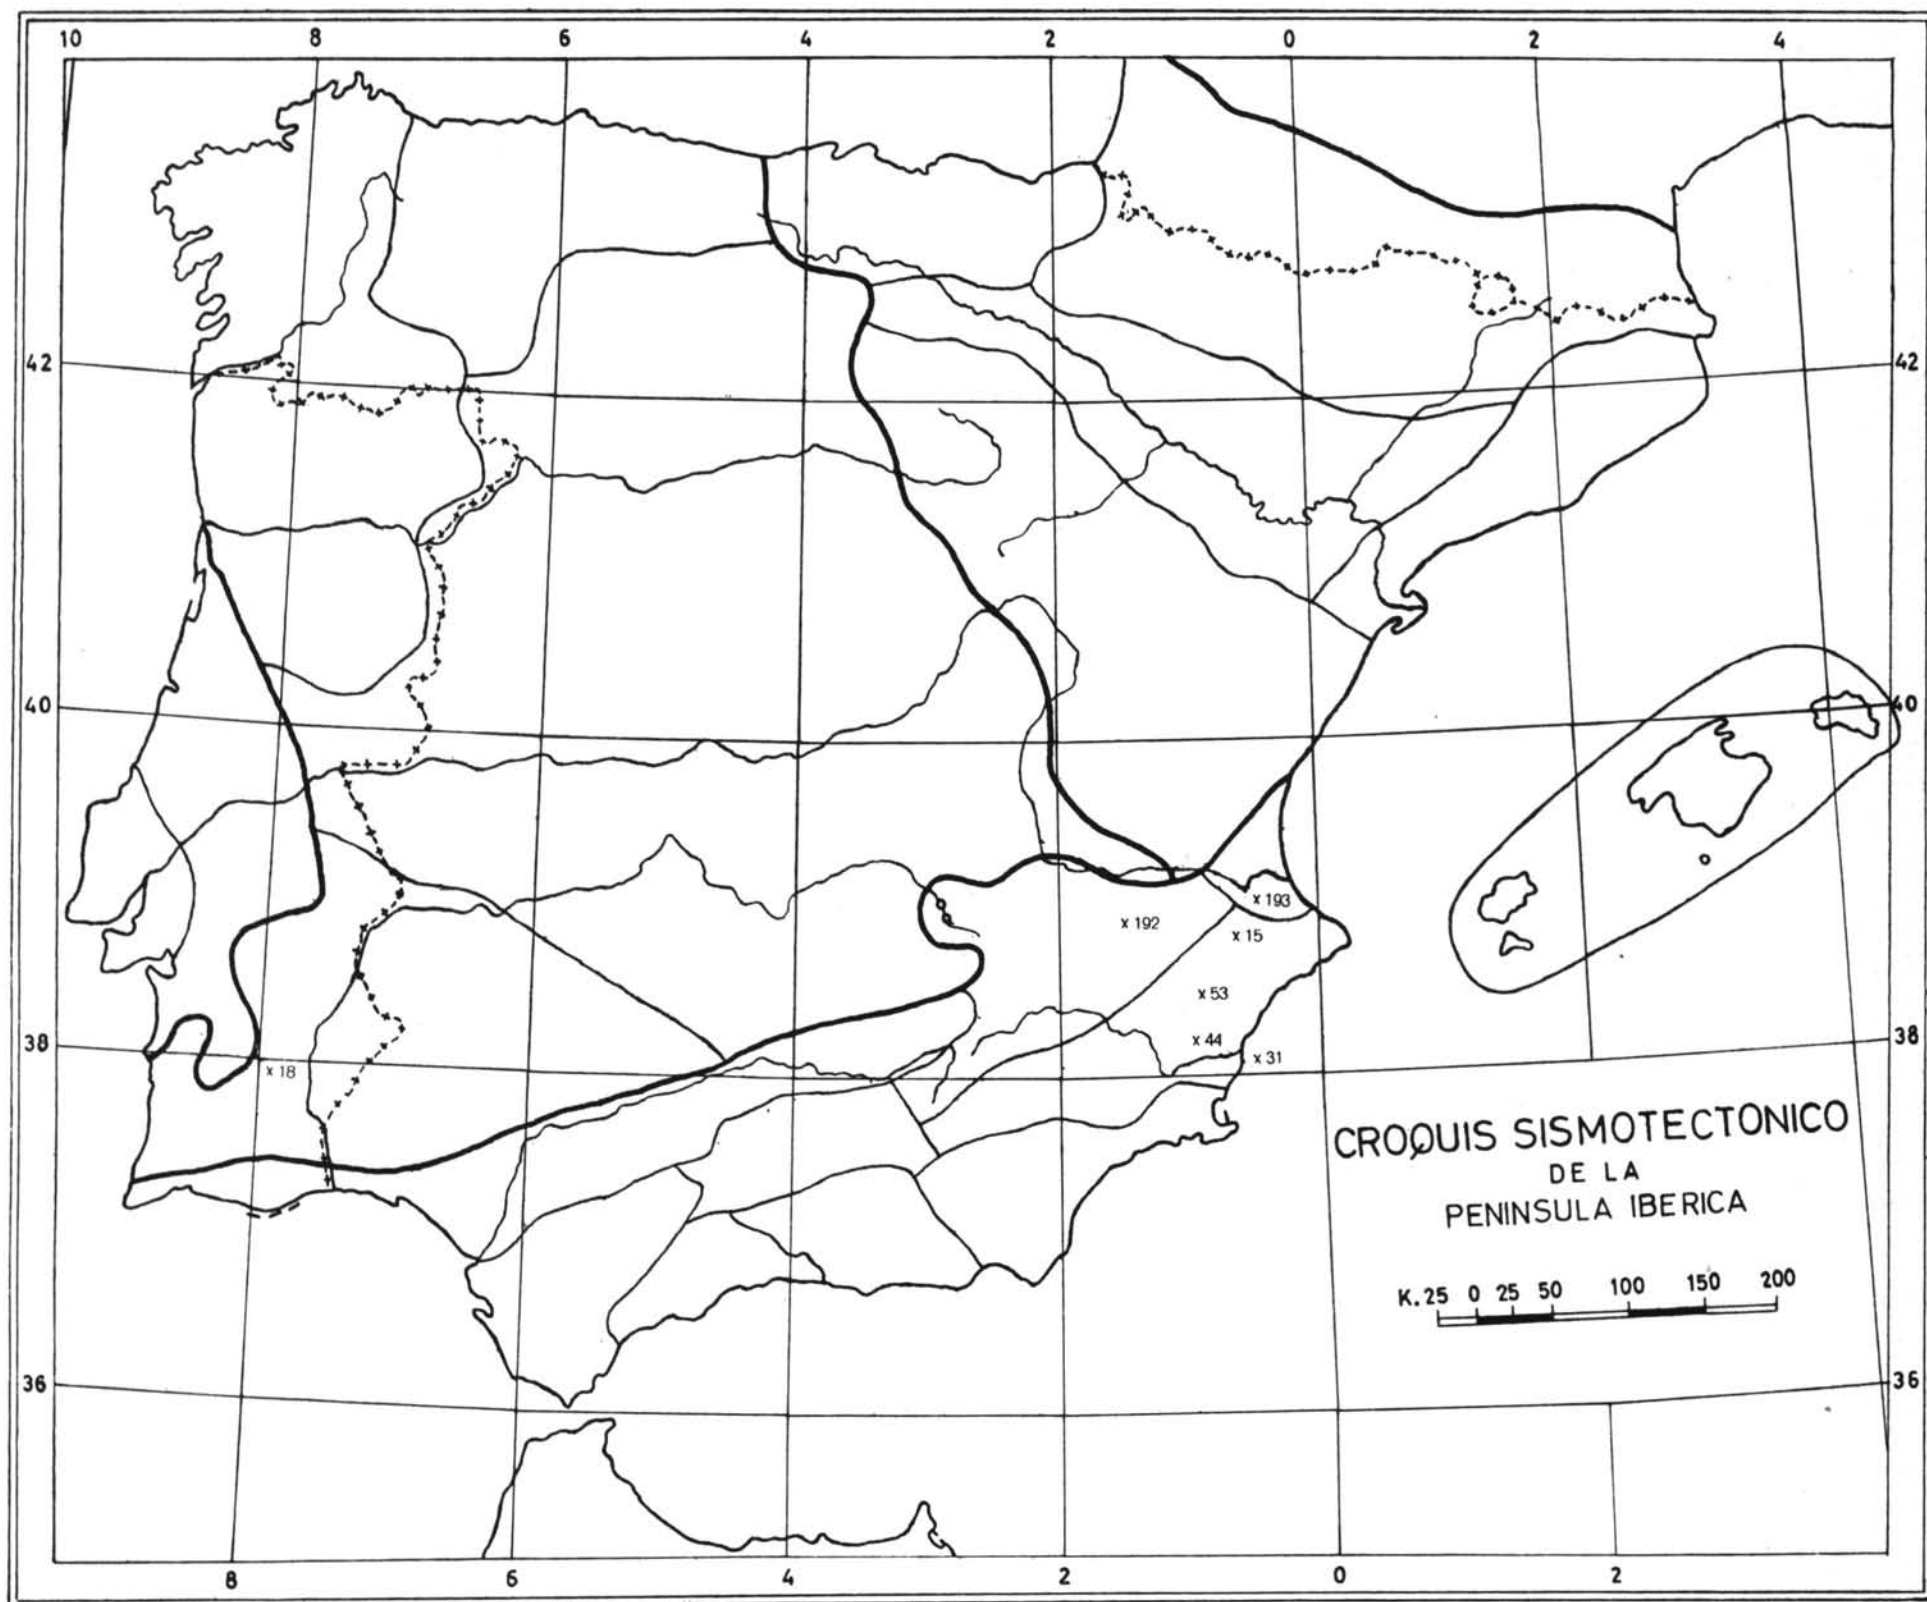 10 8 6 4 2 0 2 4
42 42
40 40
x 193
x 192
x 15
x 53
38 38
x 44
x 31
x 18
CROQUIS SISMOTECTONICO
DE LA
PENINSULA IBERICA
K. 25 0 25 50 100 150 200
36 36
8 6 4 2 0 2